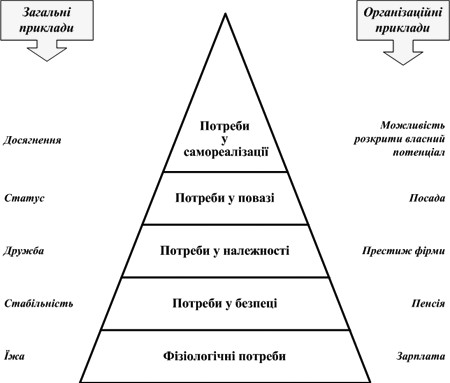 Загальні
приклади
Організаційні
приклади
Досягнення
Потреби
у
самореалізації
Можливість
розкрити власний
потенціал
Статус
Потреби у повазі
Посада
Дружба
Потреби у належності
Престиж фірми
Стабільність
Потреби у безпеці
Пенсія
Їжа
Фізіологічні потреби
Зарплата